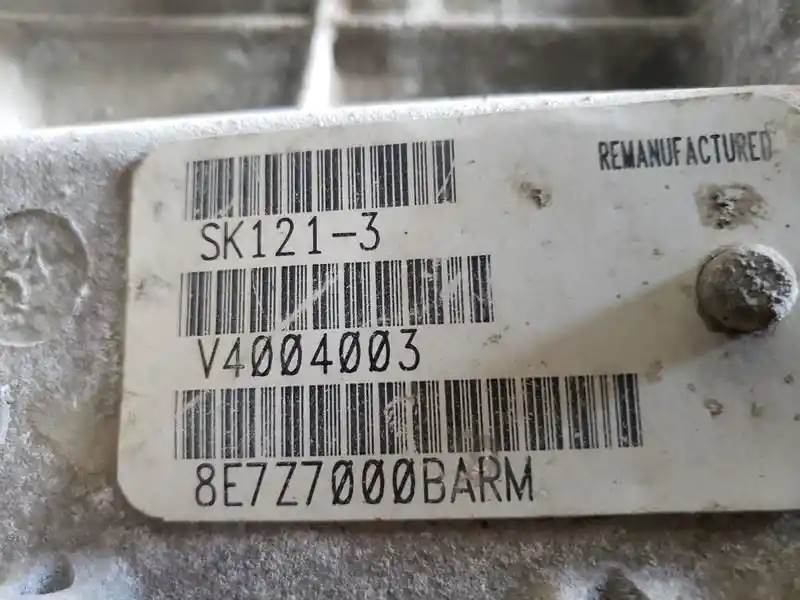 REMANUFACTURED
SK121-3
V4004003
8E7Z7000BARM